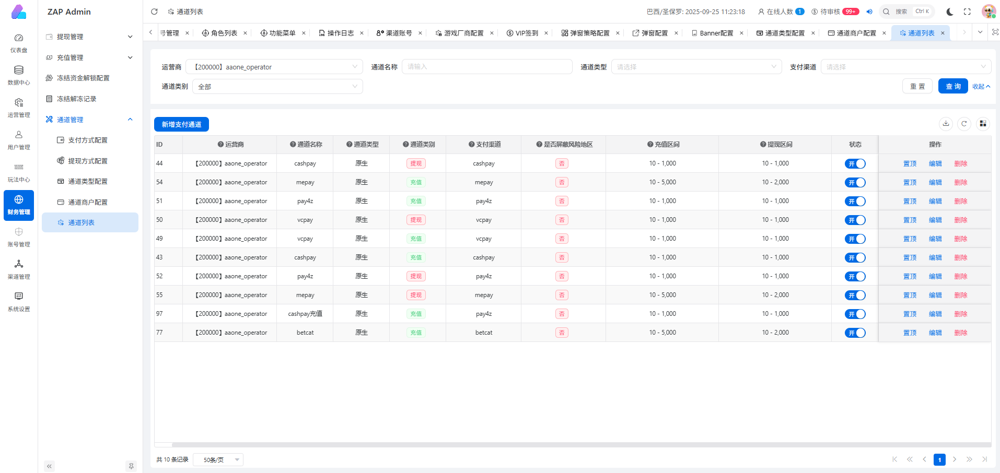 ZAP Admin
通道列表
巴西/圣保罗: 2025-09-25 11:23:18
在线人数 1
待审核 99+
搜索 Ctrl K
号管理 ×
角色列表 ×
功能菜单 ×
操作日志 ×
渠道账号 ×
游戏厂商配置 ×
VIP签到 ×
弹窗策略配置 ×
弹窗配置 ×
Banner配置 ×
通道类型配置 ×
通道商户配置 ×
通道列表 ×
仪表盘
数据中心
运营管理
用户管理
玩法中心
财务管理
账号管理
渠道管理
系统设置
提现管理
充值管理
冻结资金解锁配置
冻结解冻记录
通道管理
支付方式配置
提现方式配置
通道类型配置
通道商户配置
通道列表
运营商 【200000】aaone_operator
通道名称 请输入
通道类型 请选择
支付渠道 请选择
通道类别 全部
重 置 查 询 收起
新增支付通道
ID 运营商 通道名称 通道类型 通道类别 支付渠道 是否屏蔽风险地区 充值区间 提现区间 状态 操作
44 【200000】aaone_operator cashpay 原生 提现 cashpay 否 10 - 1,000 10 - 1,000 开 置顶 编辑 删除
54 【200000】aaone_operator mepay 原生 充值 mepay 否 10 - 5,000 10 - 2,000 开 置顶 编辑 删除
51 【200000】aaone_operator pay4z 原生 充值 pay4z 否 10 - 1,000 10 - 1,000 开 置顶 编辑 删除
50 【200000】aaone_operator vcpay 原生 提现 vcpay 否 10 - 1,000 10 - 1,000 开 置顶 编辑 删除
49 【200000】aaone_operator vcpay 原生 充值 vcpay 否 10 - 1,000 10 - 1,000 开 置顶 编辑 删除
43 【200000】aaone_operator cashpay 原生 充值 cashpay 否 10 - 1,000 10 - 1,000 开 置顶 编辑 删除
52 【200000】aaone_operator pay4z 原生 提现 pay4z 否 10 - 1,000 10 - 1,000 开 置顶 编辑 删除
55 【200000】aaone_operator mepay 原生 提现 mepay 否 10 - 5,000 10 - 2,000 开 置顶 编辑 删除
97 【200000】aaone_operator cashpay充值 原生 充值 pay4z 否 10 - 1,000 10 - 1,000 开 置顶 编辑 删除
77 【200000】aaone_operator betcat 原生 充值 betcat 否 10 - 5,000 10 - 2,000 开 置顶 编辑 删除
共 10 条记录 50条/页 1